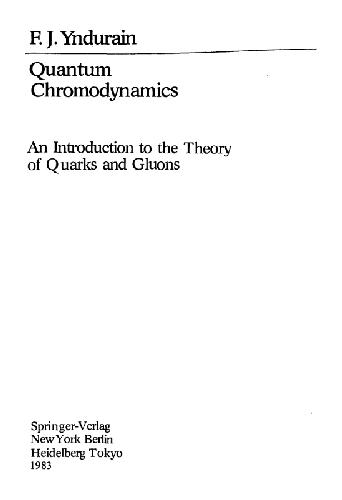 F. J. Yndurain
Quantum
Chromodynamics
An Introduction to the Theory
of Quarks and Gluons
Springer-Verlag
New York Berlin
Heidelberg Tokyo
1983